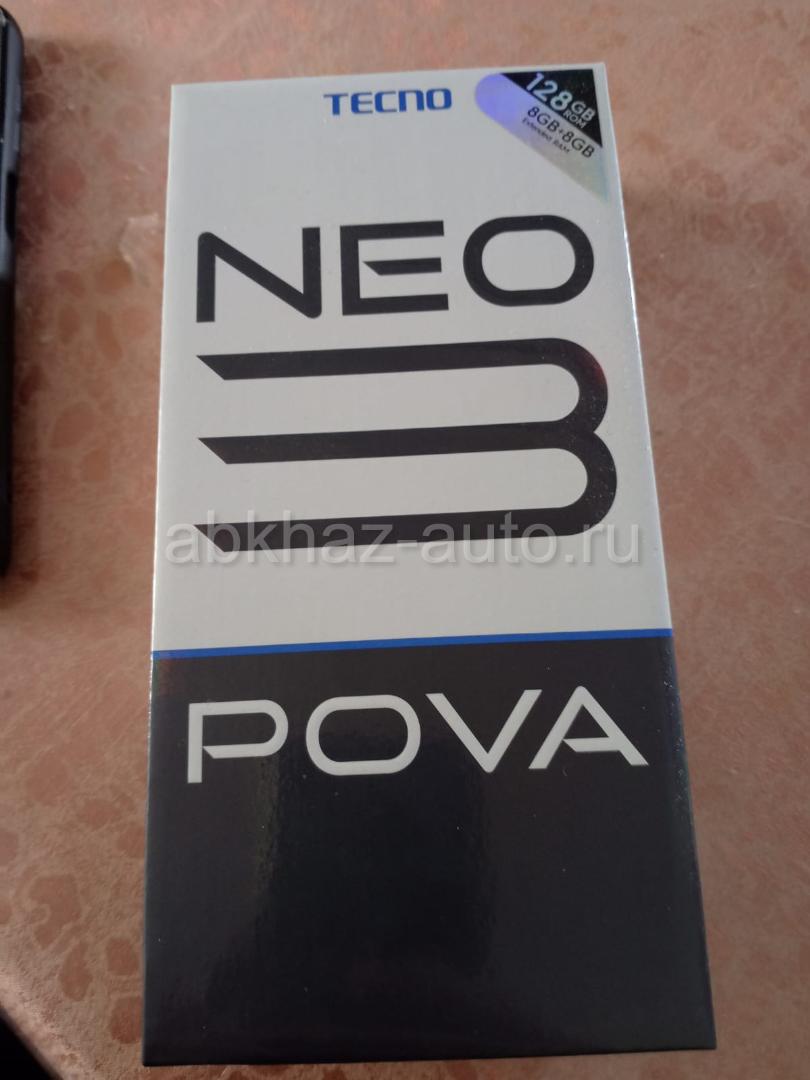 TECNO
128GB
ROM
8GB+8GB
Extended RAM
NEO
3
abkhaz-auto.ru
POVA